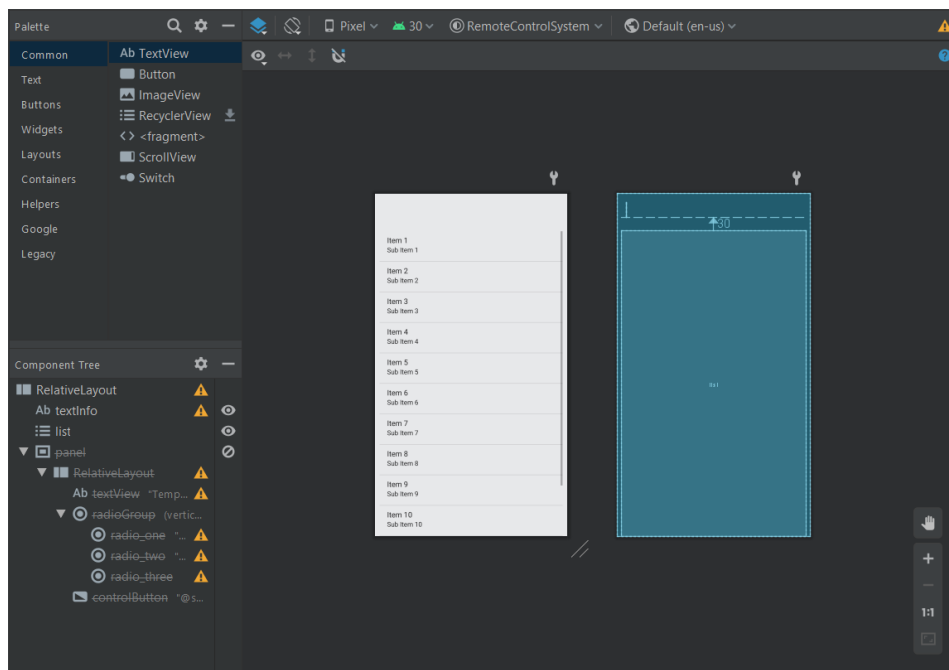 Palette
Pixel
30
RemoteControlSystem
Default (en-us)
Common
Text
Buttons
Widgets
Layouts
Containers
Helpers
Google
Legacy
Ab TextView
Button
ImageView
RecyclerView
<fragment>
ScrollView
Switch
Component Tree
RelativeLayout
Ab textInfo
list
panel
RelativeLayout
Ab textView "Temp...
radioGroup (vertic...
radio_one "...
radio_two "...
radio_three
controlButton "@s...
Item 1
Sub Item 1
Item 2
Sub Item 2
Item 3
Sub Item 3
Item 4
Sub Item 4
Item 5
Sub Item 5
Item 6
Sub Item 6
Item 7
Sub Item 7
Item 8
Sub Item 8
Item 9
Sub Item 9
Item 10
Sub Item 10
30
1:1